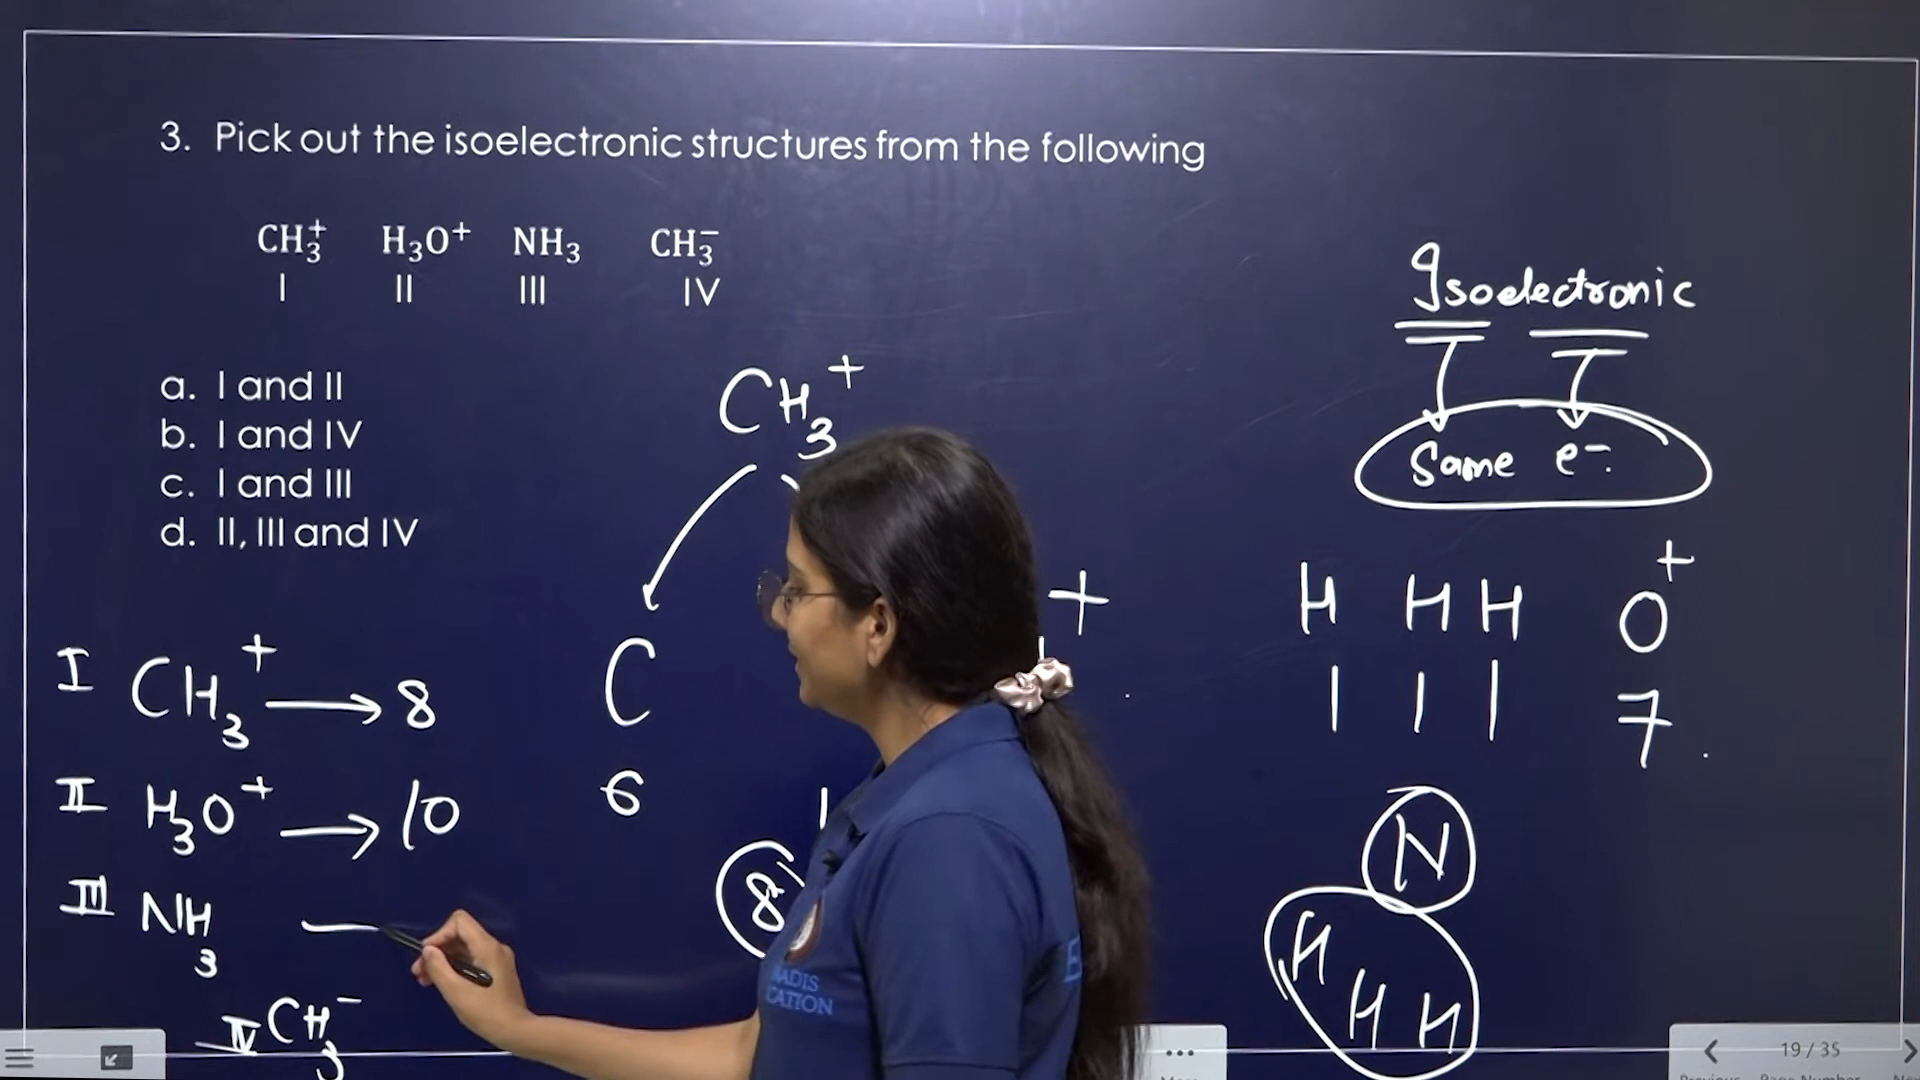 3. Pick out the isoelectronic structures from the following
CH₃⁺ H₃O⁺ NH₃ CH₃⁻
I II III IV
a. I and II
b. I and IV
c. I and III
d. II, III and IV
CH₃⁺
C
6
8
+
Isoelectronic
Same e⁻.
H H H O⁺
1 1 1 7
N
H H H
I CH₃⁺ → 8
II H₃O⁺ → 10
III NH₃ —
IV CH₃⁻
19 / 35